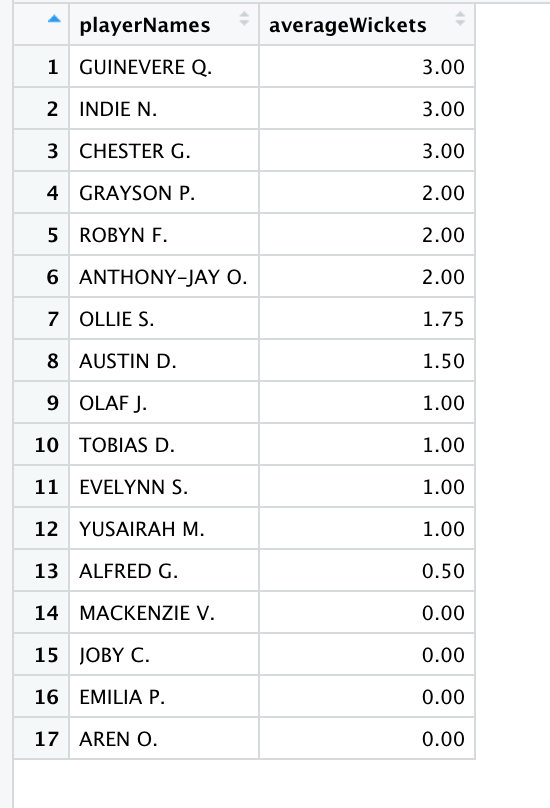 playerNames averageWickets
1 GUINEVERE Q. 3.00
2 INDIE N. 3.00
3 CHESTER G. 3.00
4 GRAYSON P. 2.00
5 ROBYN F. 2.00
6 ANTHONY-JAY O. 2.00
7 OLLIE S. 1.75
8 AUSTIN D. 1.50
9 OLAF J. 1.00
10 TOBIAS D. 1.00
11 EVELYNN S. 1.00
12 YUSAIRAH M. 1.00
13 ALFRED G. 0.50
14 MACKENZIE V. 0.00
15 JOBY C. 0.00
16 EMILIA P. 0.00
17 AREN O. 0.00